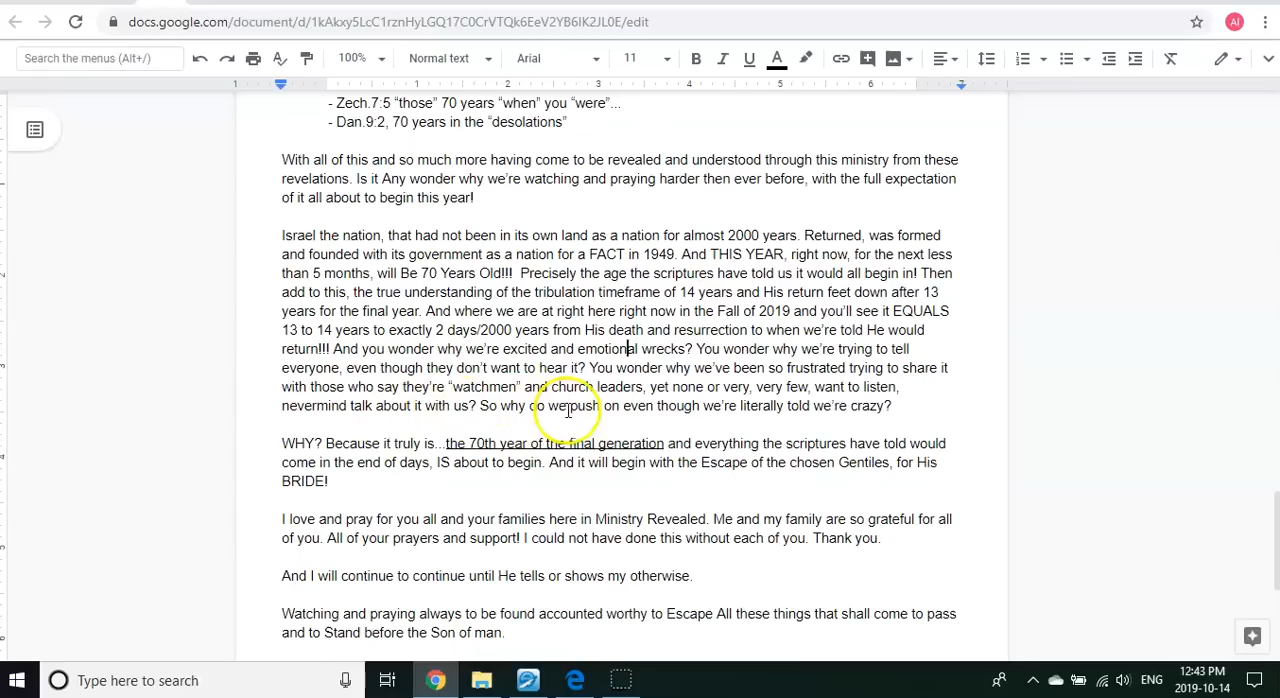 docs.google.com/document/d/1kAkxy5LcC1rznHyLGQ17C0CrVTQk6EeV2YB6lK2JL0E/edit
AI
Search the menus (Alt+/)
100%
Normal text
Arial
11
B I U A
1 1 2 3 4 5 6 7
- Zech.7:5 “those” 70 years “when” you “were”...
- Dan.9:2, 70 years in the “desolations”
With all of this and so much more having come to be revealed and understood through this ministry from these
revelations. Is it Any wonder why we’re watching and praying harder then ever before, with the full expectation
of it all about to begin this year!
Israel the nation, that had not been in its own land as a nation for almost 2000 years. Returned, was formed
and founded with its government as a nation for a FACT in 1949. And THIS YEAR, right now, for the next less
than 5 months, will Be 70 Years Old!!! Precisely the age the scriptures have told us it would all begin in! Then
add to this, the true understanding of the tribulation timeframe of 14 years and His return feet down after 13
years for the final year. And where we are at right here right now in the Fall of 2019 and you’ll see it EQUALS
13 to 14 years to exactly 2 days/2000 years from His death and resurrection to when we’re told He would
return!!! And you wonder why we’re excited and emotional wrecks? You wonder why we’re trying to tell
everyone, even though they don’t want to hear it? You wonder why we’ve been so frustrated trying to share it
with those who say they’re “watchmen” and church leaders, yet none or very, very few, want to listen,
nevermind talk about it with us? So why do we push on even though we’re literally told we’re crazy?
WHY? Because it truly is...the 70th year of the final generation and everything the scriptures have told would
come in the end of days, IS about to begin. And it will begin with the Escape of the chosen Gentiles, for His
BRIDE!
I love and pray for you all and your families here in Ministry Revealed. Me and my family are so grateful for all
of you. All of your prayers and support! I could not have done this without each of you. Thank you.
And I will continue to continue until He tells or shows my otherwise.
Watching and praying always to be found accounted worthy to Escape All these things that shall come to pass
and to Stand before the Son of man.
Type here to search
ENG
12:43 PM
2019-10-14